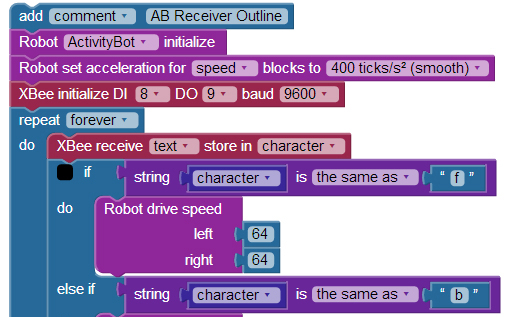 add comment AB Receiver Outline
Robot ActivityBot initialize
Robot set acceleration for speed blocks to 400 ticks/s² (smooth)
XBee initialize DI 8 DO 9 baud 9600
repeat forever
do XBee receive text store in character
if string character is the same as “ f ”
do Robot drive speed
left 64
right 64
else if string character is the same as “ b ”